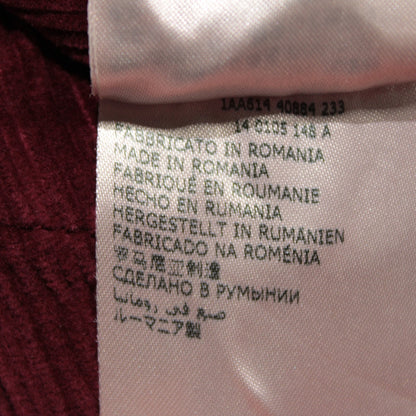 1AA614 40884 233
14 0105 148 A
FABBRICATO IN ROMANIA
MADE IN ROMANIA
FABRIQUÉ EN ROUMANIE
HECHO EN RUMANIA
HERGESTELLT IN RUMÄNIEN
FABRICADO NA ROMÉNIA
罗马尼亚制造
СДЕЛАНО В РУМЫНИИ
صنع في رومانيا
ルーマニア製